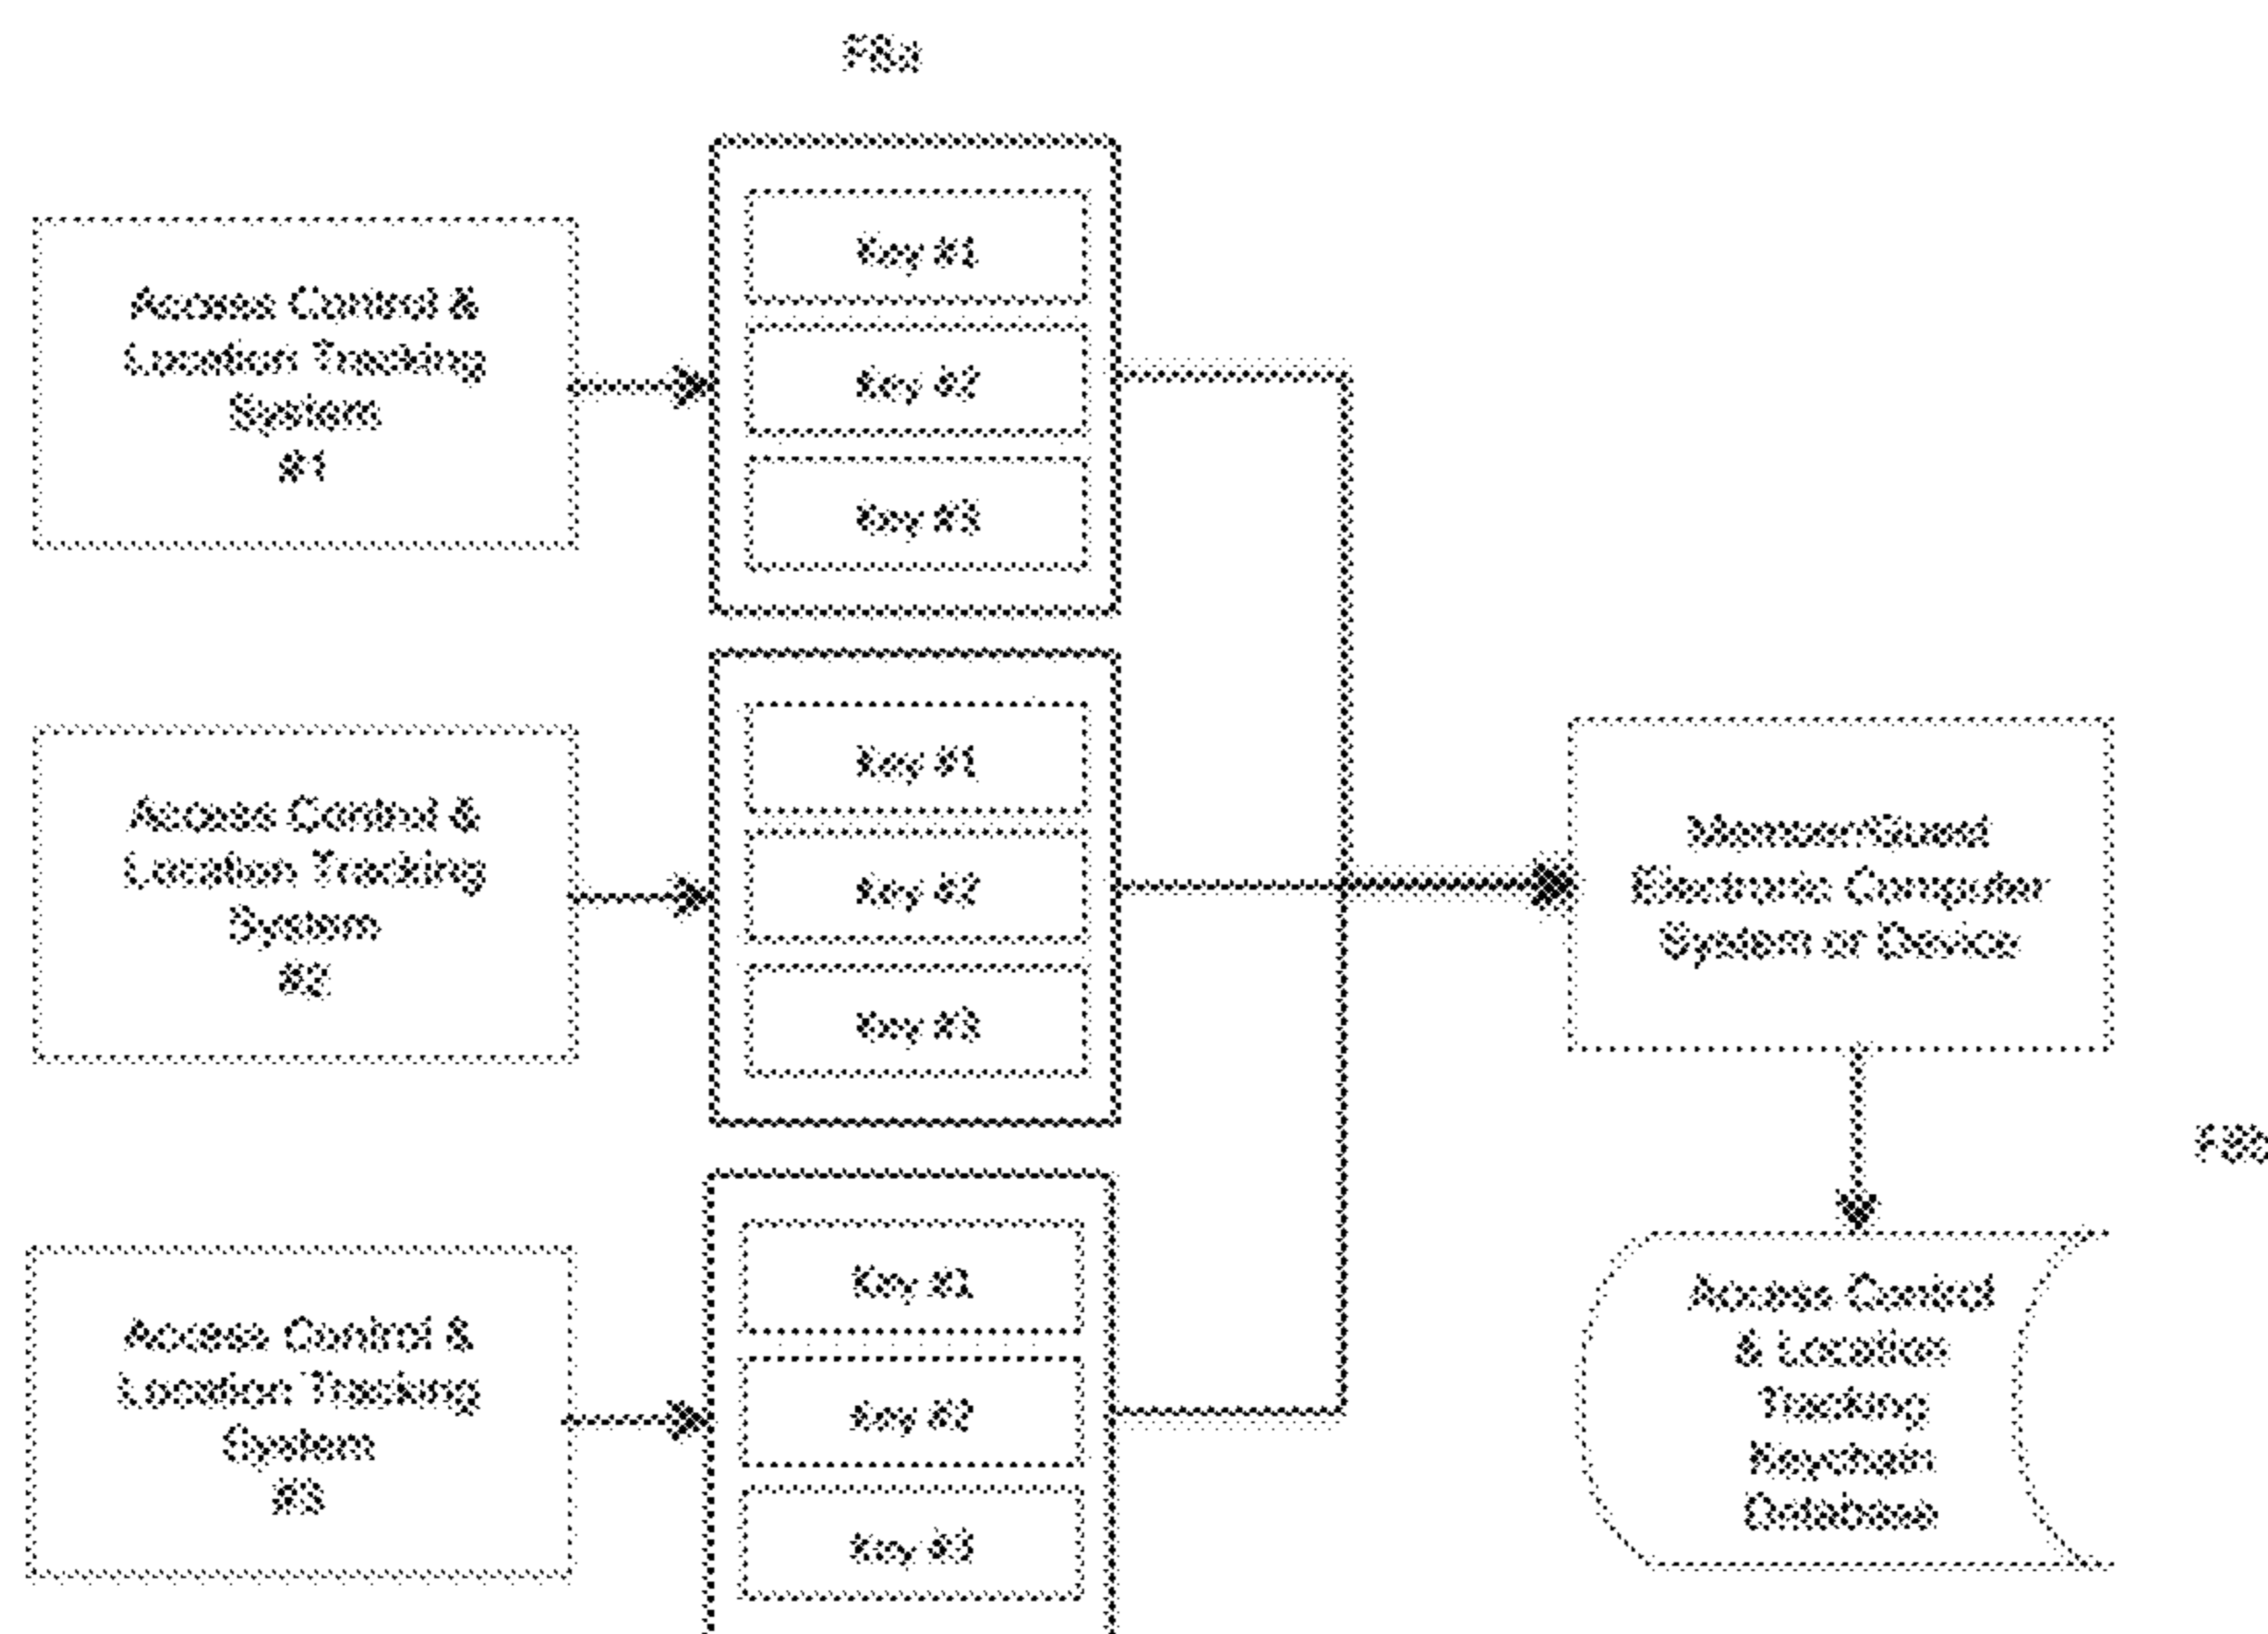 F8a
Access Control &
Location Tracking
System
#1
Key #1
Key #2
Key #3
Access Control &
Location Tracking
System
#2
Key #1
Key #2
Key #3
Electronic Computer
System or Device
F8b
Access Control &
Location Tracking
System
#3
Key #1
Key #2
Key #3
Access Control
& Location
Tracking
Keychain
Database